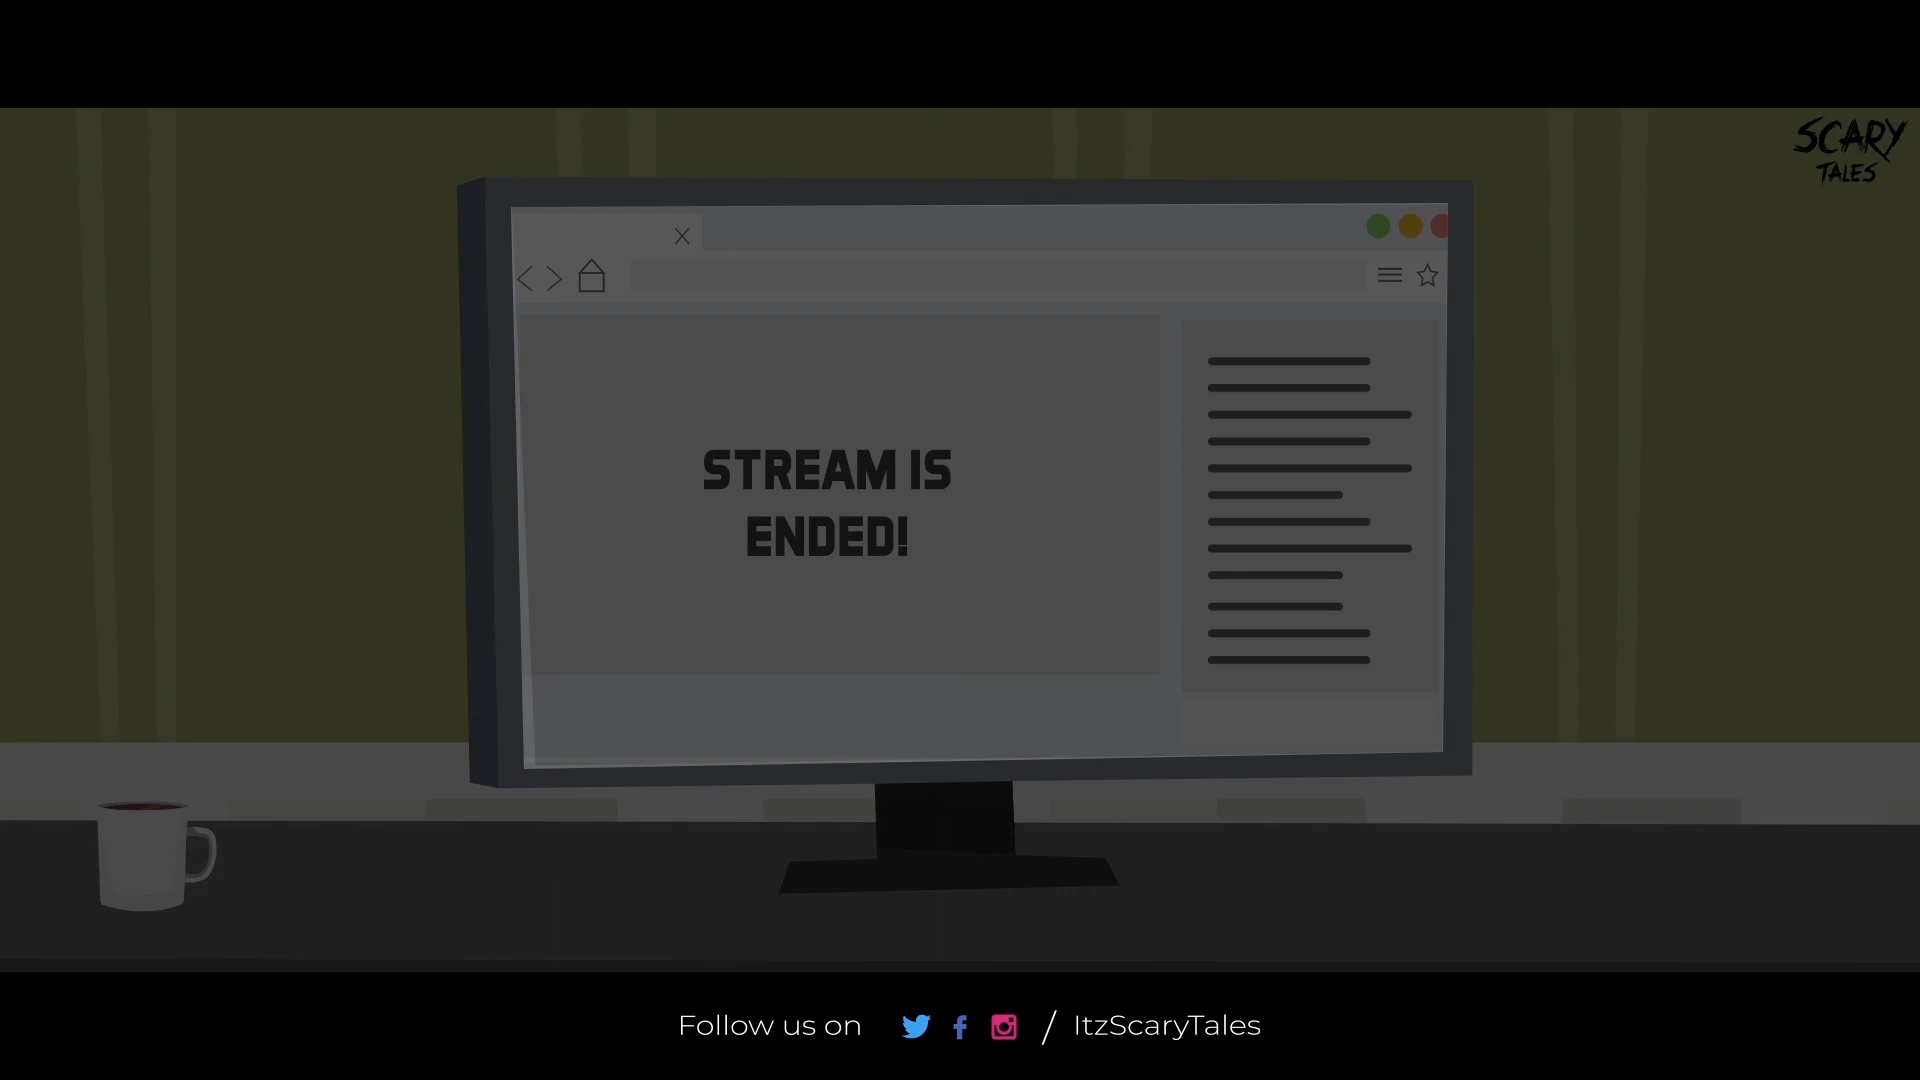 SCARY
TALES
STREAM IS
ENDED!
Follow us on / ItzScaryTales